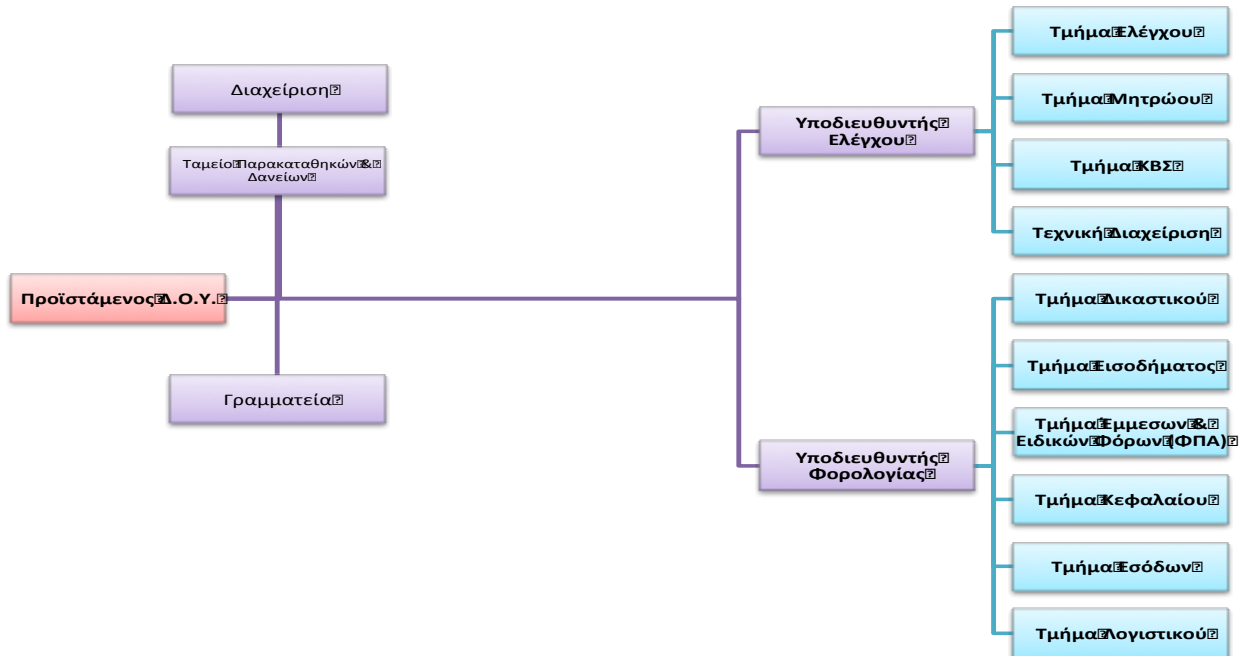 Προϊστάμενος Δ.Ο.Υ.
Διαχείριση
Ταμείο Παρακαταθηκών &
Δανείων
Γραμματεία
Υποδιευθυντής
Ελέγχου
Τμήμα Ελέγχου
Τμήμα Μητρώου
Τμήμα ΚΒΣ
Τεχνική Διαχείριση
Υποδιευθυντής
Φορολογίας
Τμήμα Δικαστικού
Τμήμα Εισοδήματος
Τμήμα Έμμεσων &
Ειδικών Φόρων (ΦΠΑ)
Τμήμα Κεφαλαίου
Τμήμα Εσόδων
Τμήμα Λογιστικού